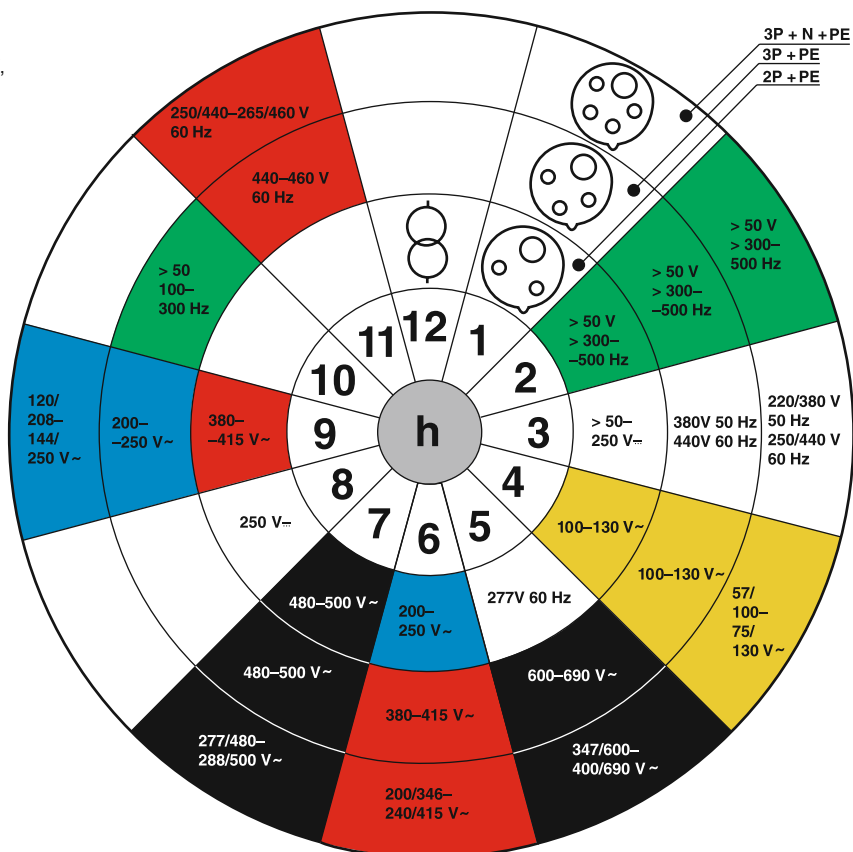 3P + N +PE
3P + PE
2P + PE
,
250/440–265/460 V
60 Hz
440–460 V
60 Hz
> 50
100–
300 Hz
> 50 V
> 300–
500 Hz
> 50 V
> 300–
–500 Hz
> 50 V
> 300–
–500 Hz
12
1
2
3
4
5
6
7
8
9
10
11
h
120/
208–
144/
250 V~
200–
–250 V~
380–
–415 V~
> 50–
250 V⎓
380V 50 Hz
440V 60 Hz
220/380 V
50 Hz
250/440 V
60 Hz
250 V⎓
100–130 V~
100–130 V~
57/
100–
75/
130 V~
480–500 V~
200–
250 V~
277V 60 Hz
480–500 V~
380–415 V~
600–690 V~
277/480–
288/500 V~
200/346–
240/415 V~
347/600–
400/690 V~